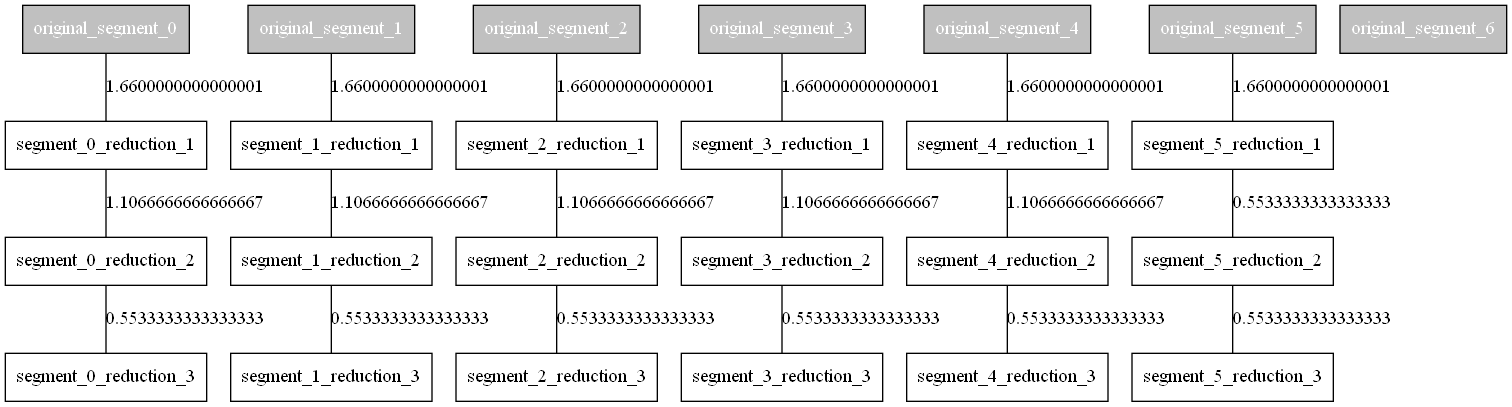 original_segment_0 original_segment_1 original_segment_2 original_segment_3 original_segment_4 original_segment_5 original_segment_6
1.6600000000000001 1.6600000000000001 1.6600000000000001 1.6600000000000001 1.6600000000000001 1.6600000000000001
segment_0_reduction_1 segment_1_reduction_1 segment_2_reduction_1 segment_3_reduction_1 segment_4_reduction_1 segment_5_reduction_1
1.1066666666666667 1.1066666666666667 1.1066666666666667 1.1066666666666667 1.1066666666666667 0.5533333333333333
segment_0_reduction_2 segment_1_reduction_2 segment_2_reduction_2 segment_3_reduction_2 segment_4_reduction_2 segment_5_reduction_2
0.5533333333333333 0.5533333333333333 0.5533333333333333 0.5533333333333333 0.5533333333333333 0.5533333333333333
segment_0_reduction_3 segment_1_reduction_3 segment_2_reduction_3 segment_3_reduction_3 segment_4_reduction_3 segment_5_reduction_3